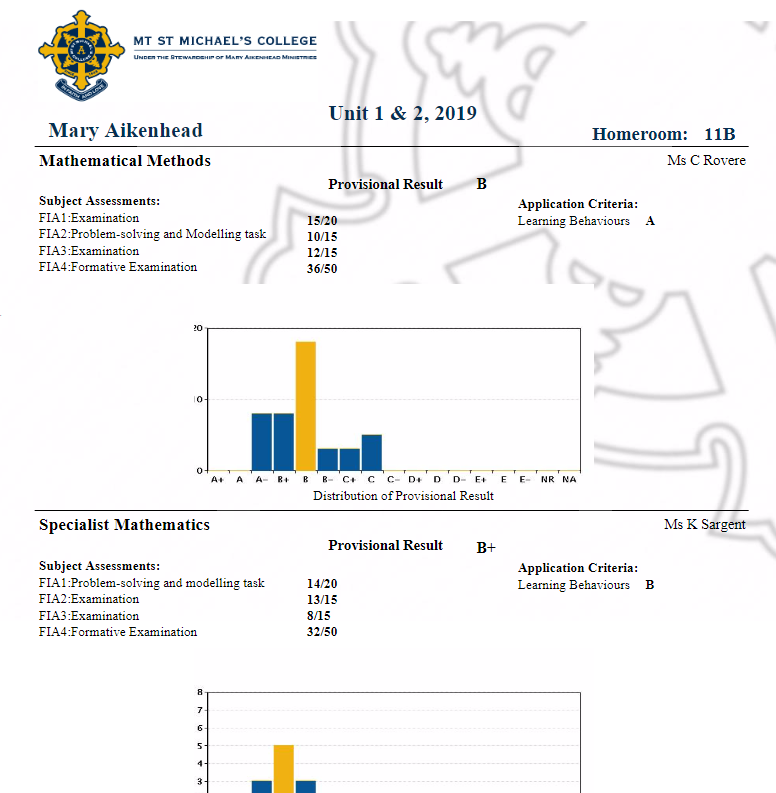 MT ST MICHAEL'S COLLEGE
UNDER THE STEWARDSHIP OF MARY AIKENHEAD MINISTRIES
Unit 1 & 2, 2019
Mary Aikenhead
Homeroom: 11B
Mathematical Methods Ms C Rovere
Provisional Result B
Subject Assessments: Application Criteria:
FIA1:Examination 15/20 Learning Behaviours A
FIA2:Problem-solving and Modelling task 10/15
FIA3:Examination 12/15
FIA4:Formative Examination 36/50
20
10
0
A+ A A- B+ B B- C+ C C- D+ D D- E+ E E- NR NA
Distribution of Provisional Result
Specialist Mathematics Ms K Sargent
Provisional Result B+
Subject Assessments: Application Criteria:
FIA1:Problem-solving and modelling task 14/20 Learning Behaviours B
FIA2:Examination 13/15
FIA3:Examination 8/15
FIA4:Formative Examination 32/50
8
7
6
5
4
3